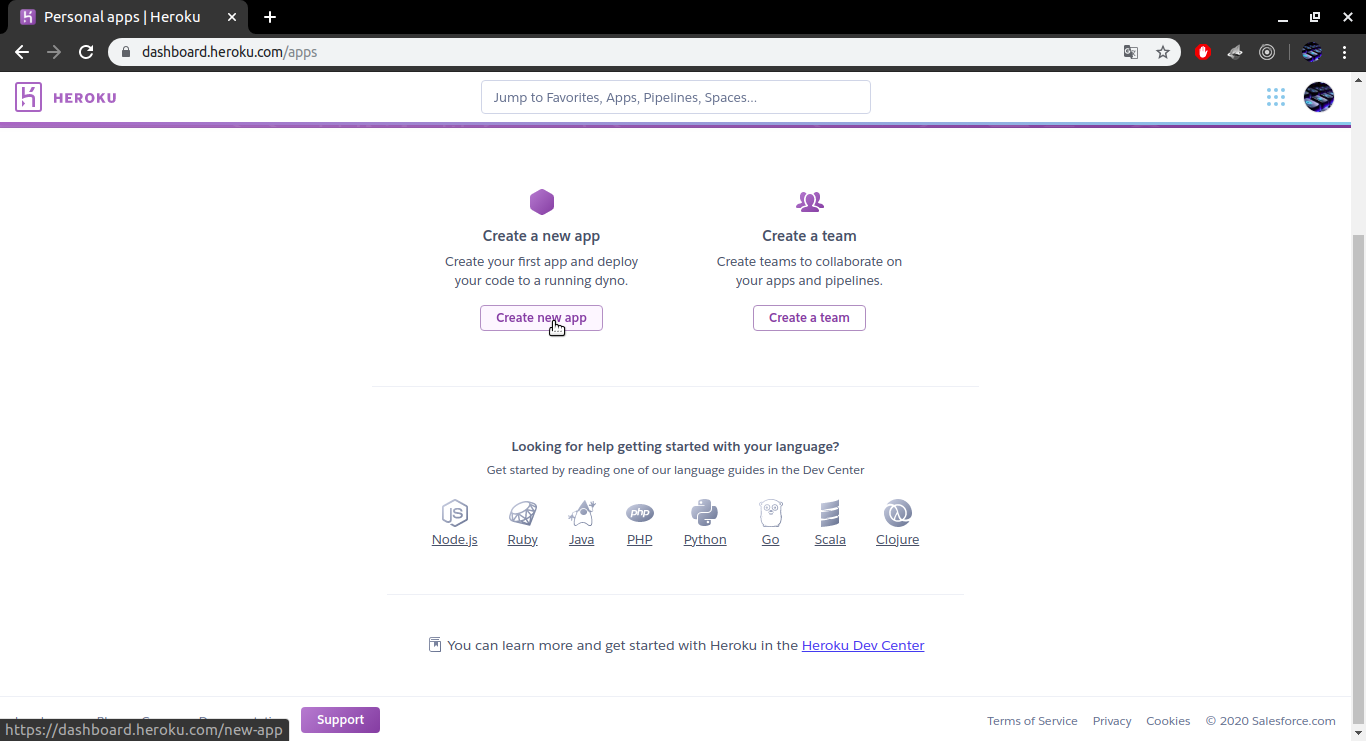 Personal apps | Heroku
dashboard.heroku.com/apps
HEROKU
Jump to Favorites, Apps, Pipelines, Spaces...
Create a new app
Create your first app and deploy
your code to a running dyno.
Create new app
Create a team
Create teams to collaborate on
your apps and pipelines.
Create a team
Looking for help getting started with your language?
Get started by reading one of our language guides in the Dev Center
JS
php
Node.js Ruby Java PHP Python Go Scala Clojure
You can learn more and get started with Heroku in the Heroku Dev Center
Support
Terms of Service Privacy Cookies © 2020 Salesforce.com
https://dashboard.heroku.com/new-app